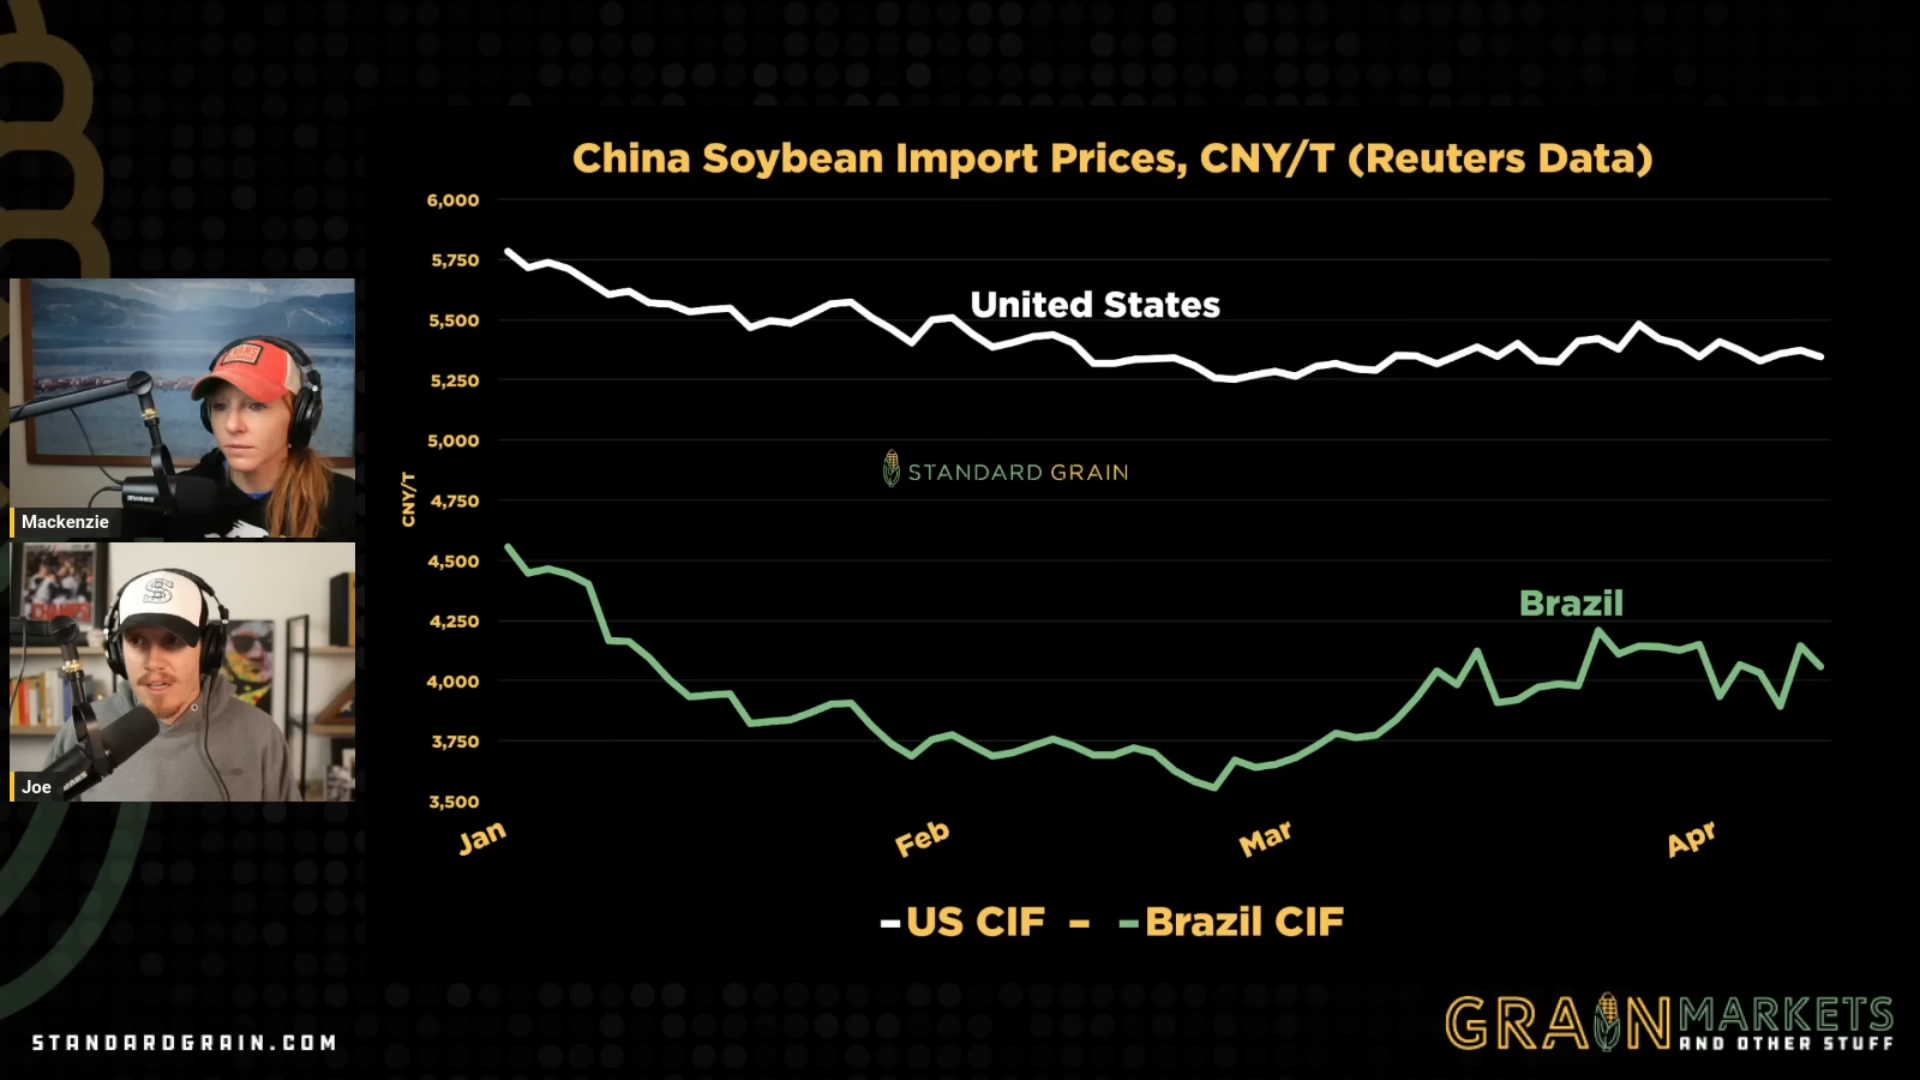 China Soybean Import Prices, CNY/T (Reuters Data)
6,000
5,750
5,500
5,250
5,000
4,750
4,500
4,250
4,000
3,750
3,500
CNY/T
United States
STANDARD GRAIN
Brazil
Jan
Feb
Mar
Apr
US CIF
Brazil CIF
Mackenzie
Joe
S
STANDARDGRAIN.COM
GRAIN MARKETS
AND OTHER STUFF